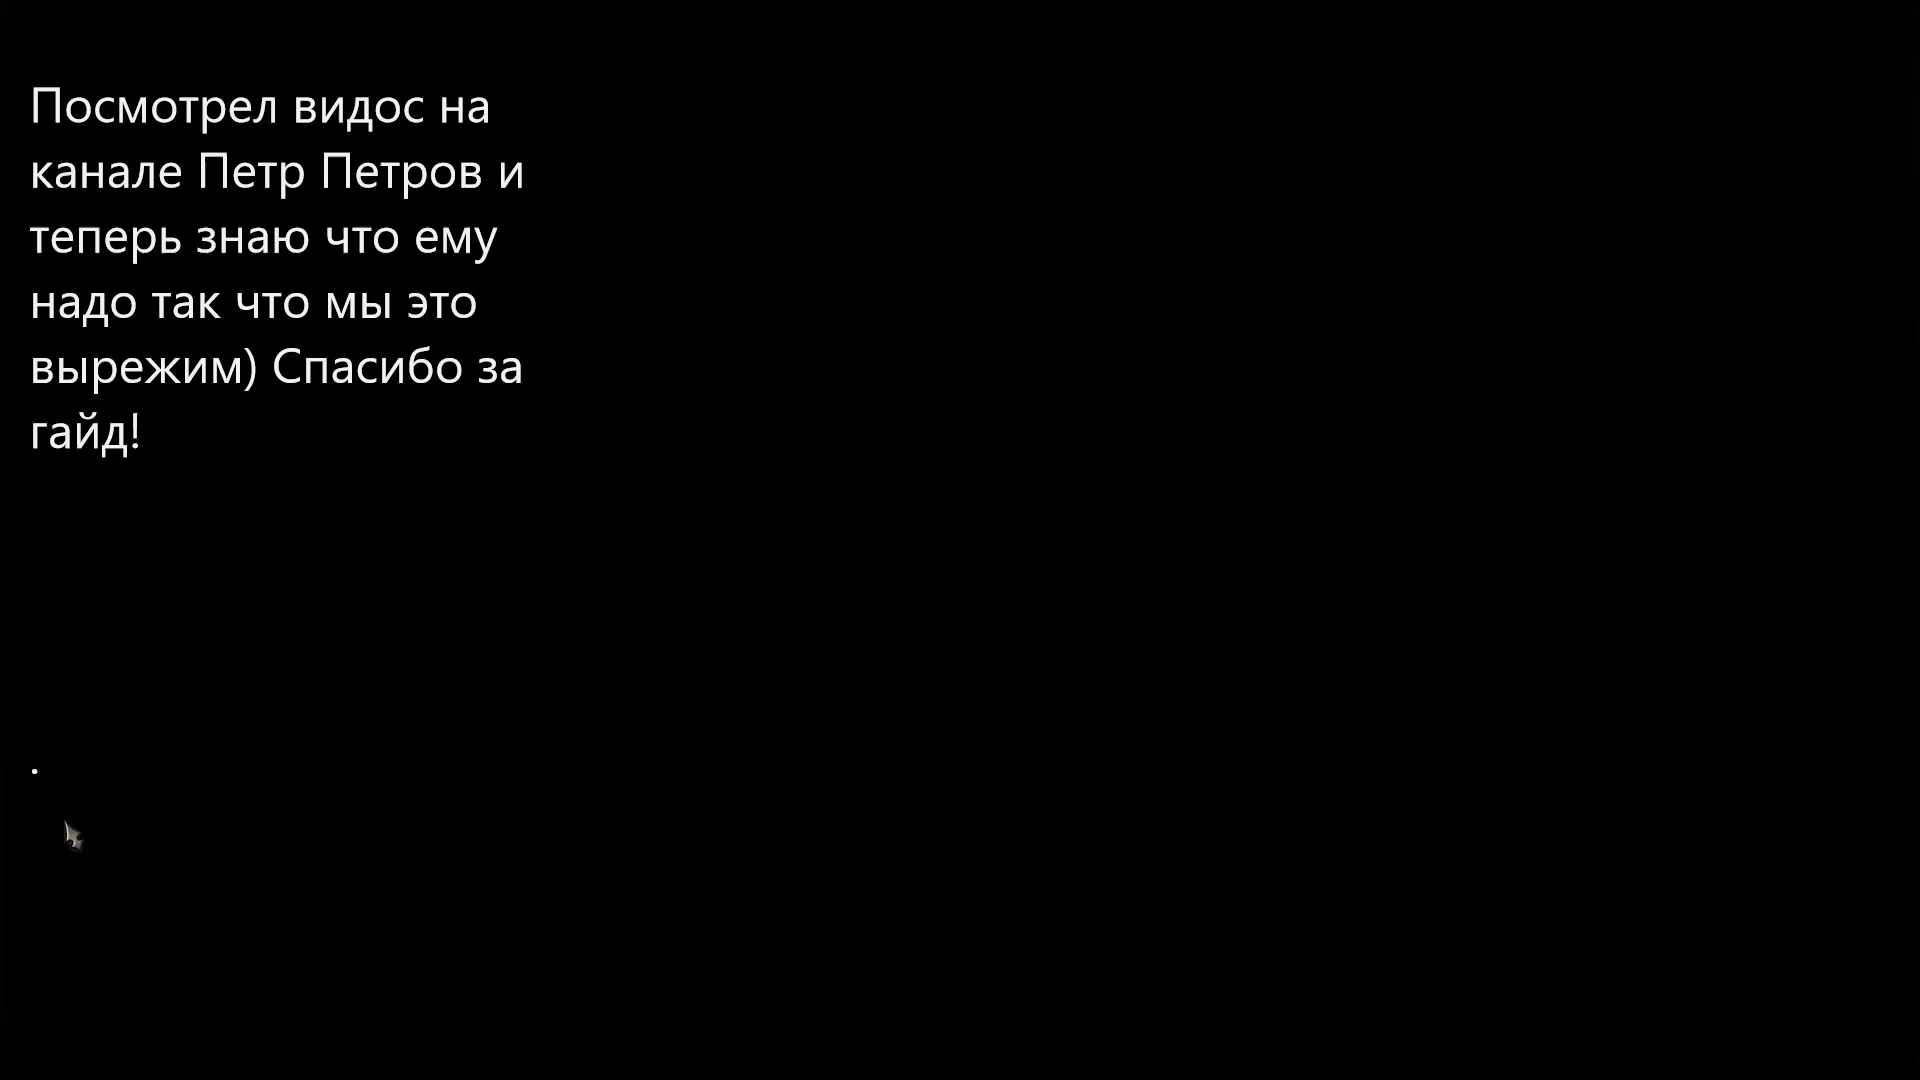 Посмотрел видос на
канале Петр Петров и
теперь знаю что ему
надо так что мы это
вырежим) Спасибо за
гайд!
.